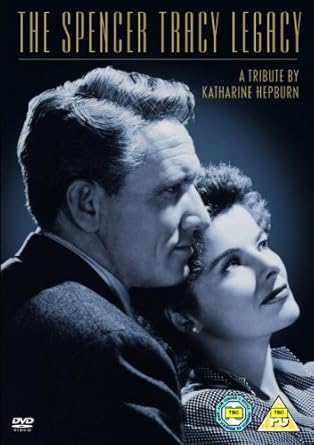 THE SPENCER TRACY LEGACY
A TRIBUTE BY
KATHARINE HEPBURN
DVD
VIDEO
TBC
TBC
PG